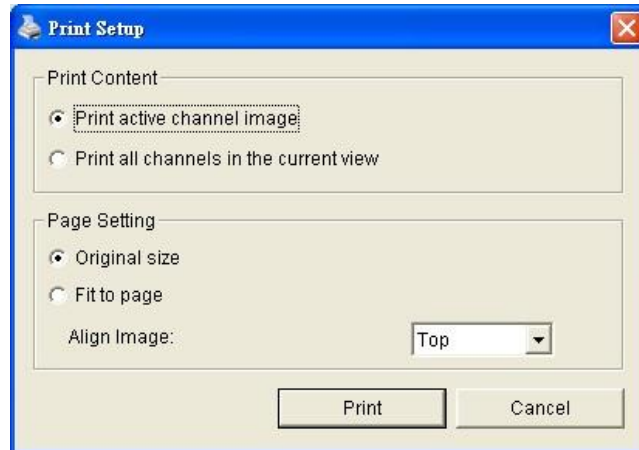 Print Setup
Print Content
Print active channel image
Print all channels in the current view
Page Setting
Original size
Fit to page
Align Image: Top
Print Cancel